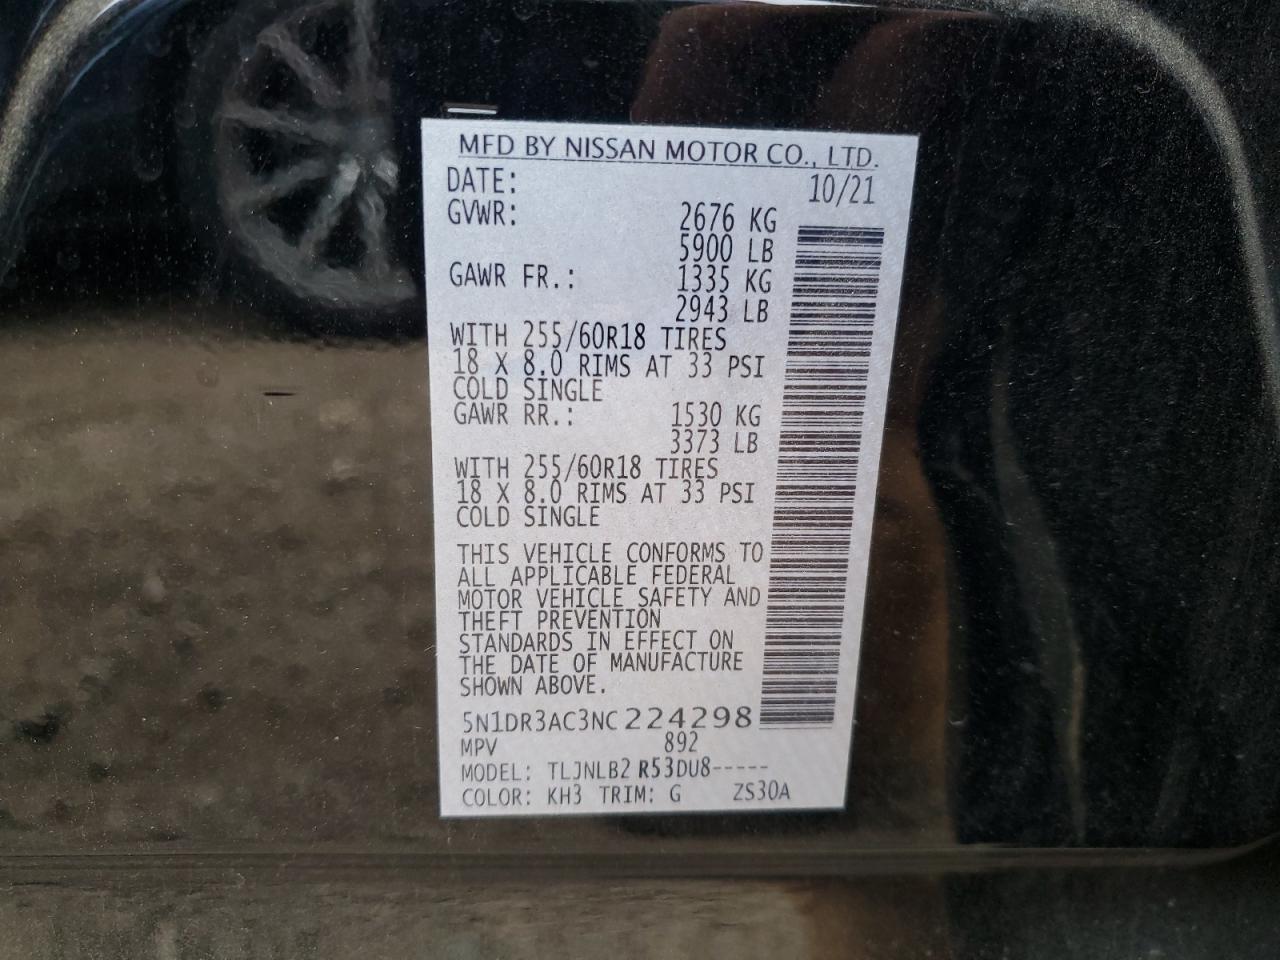 MFD BY NISSAN MOTOR CO., LTD.
DATE: 10/21
GVWR: 2676 KG
5900 LB
GAWR FR.: 1335 KG
2943 LB
WITH 255/60R18 TIRES
18 X 8.0 RIMS AT 33 PSI
COLD SINGLE
GAWR RR.: 1530 KG
3373 LB
WITH 255/60R18 TIRES
18 X 8.0 RIMS AT 33 PSI
COLD SINGLE
THIS VEHICLE CONFORMS TO
ALL APPLICABLE FEDERAL
MOTOR VEHICLE SAFETY AND
THEFT PREVENTION
STANDARDS IN EFFECT ON
THE DATE OF MANUFACTURE
SHOWN ABOVE.
5N1DR3AC3NC224298
MPV 892
MODEL: TLJNLB2 R53DU8-----
COLOR: KH3 TRIM: G ZS30A